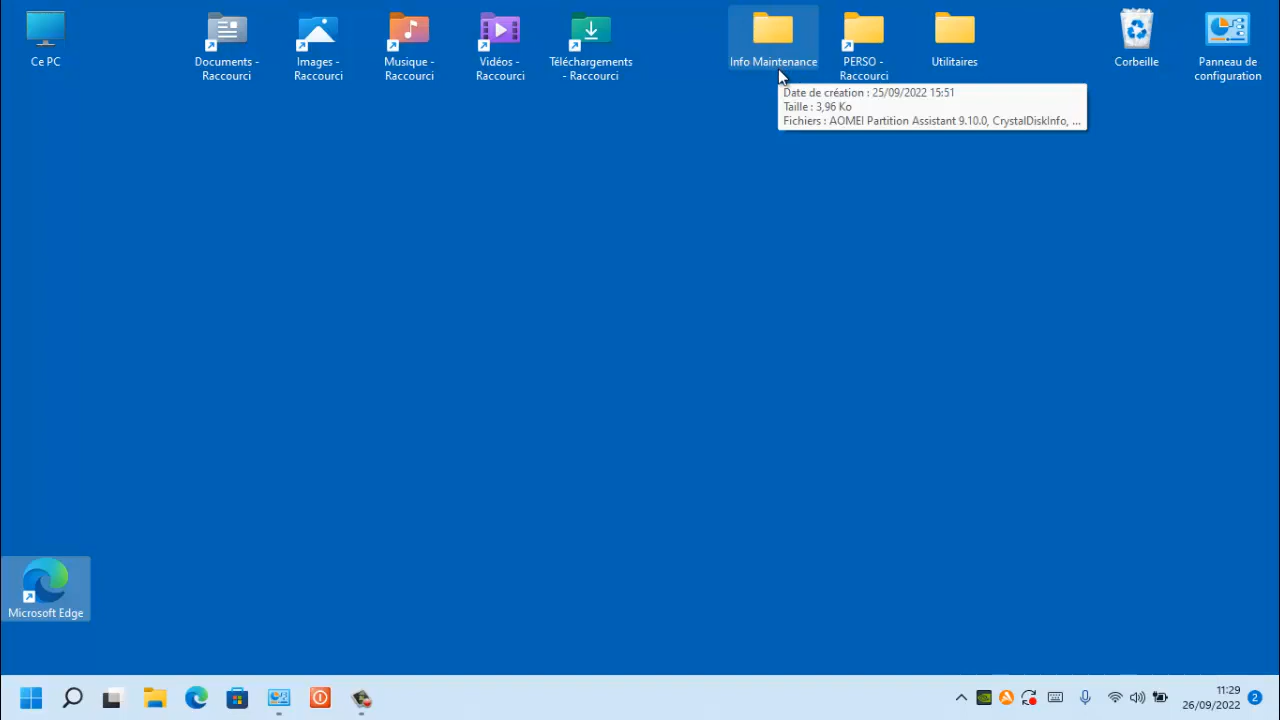 Ce PC
Documents -
Raccourci
Images -
Raccourci
Musique -
Raccourci
Vidéos -
Raccourci
Téléchargements
- Raccourci
Info Maintenance
PERSO -
Raccourci
Utilitaires
Corbeille
Panneau de
configuration
Date de création : 25/09/2022 15:51
Taille : 3,96 Ko
Fichiers : AOMEI Partition Assistant 9.10.0, CrystalDiskInfo, ...
Microsoft Edge
11:29
26/09/2022
2